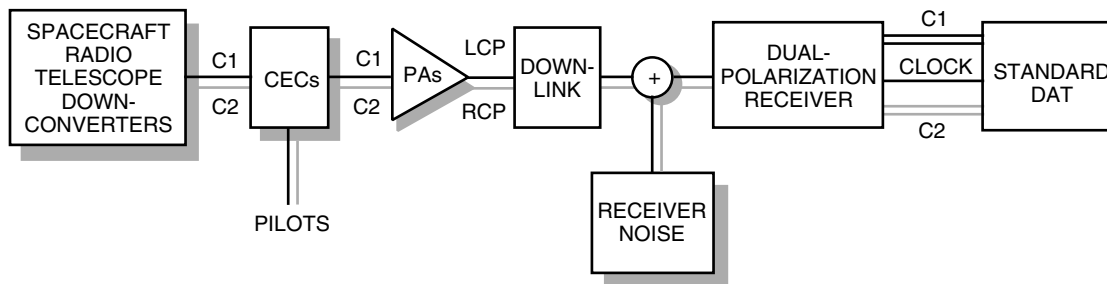 SPACECRAFT
RADIO
TELESCOPE
DOWN-
CONVERTERS
C1
C2
CECs
PILOTS
C1
C2
PAs
LCP
RCP
DOWN-
LINK
+
RECEIVER
NOISE
DUAL-
POLARIZATION
RECEIVER
C1
CLOCK
C2
STANDARD
DAT